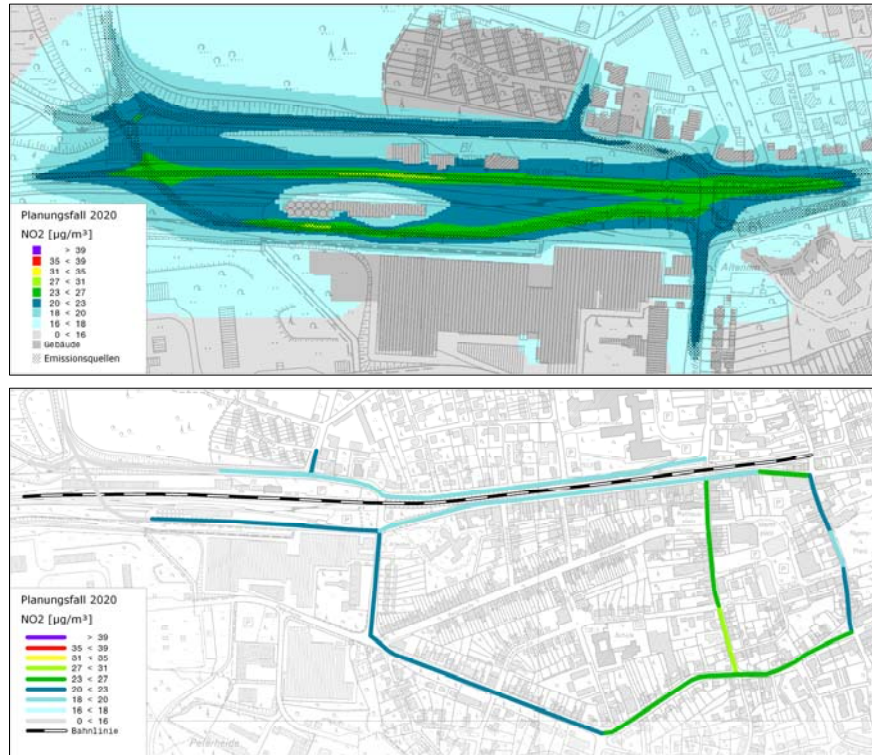 Planungsfall 2020
NO2 [µg/m³]
> 39
35 < 39
31 < 35
27 < 31
23 < 27
20 < 23
18 < 20
16 < 18
0 < 16
Gebäude
Emissionsquellen
P
P
Planungsfall 2020
NO2 [µg/m³]
> 39
35 < 39
27 < 31
23 < 27
20 < 23
18 < 20
16 < 18
0 < 16
Bahnlinie
Peterheide